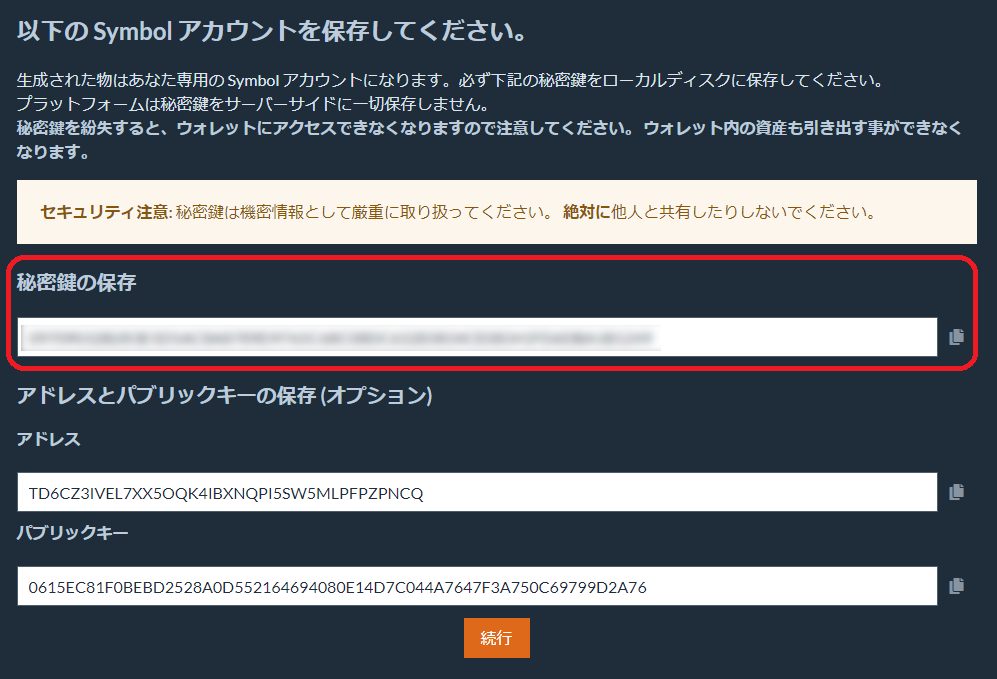 以下の Symbol アカウントを保存してください。
生成された物はあなた専用の Symbol アカウントになります。必ず下記の秘密鍵をローカルディスクに保存してください。
プラットフォームは秘密鍵をサーバーサイドに一切保存しません。
秘密鍵を紛失すると、ウォレットにアクセスできなくなりますので注意してください。 ウォレット内の資産も引き出す事ができなく
なります。
セキュリティ注意: 秘密鍵は機密情報として厳重に取り扱ってください。 絶対に他人と共有したりしないでください。
秘密鍵の保存
アドレスとパブリックキーの保存 (オプション)
アドレス
TD6CZ3IVEL7XX5OQK4IBXNQPI5SW5MLPFPZPNCQ
パブリックキー
0615EC81F0BEBD2528A0D552164694080E14D7C044A7647F3A750C69799D2A76
続行